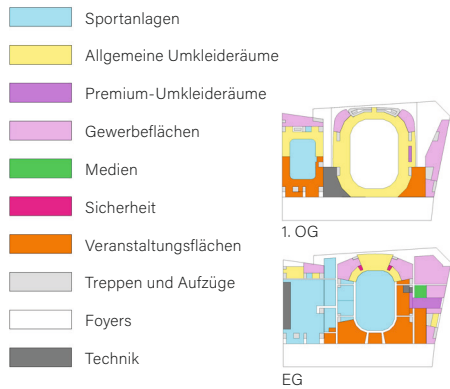 Sportanlagen
Allgemeine Umkleideräume
Premium-Umkleideräume
Gewerbeflächen
Medien
Sicherheit
Veranstaltungsflächen
Treppen und Aufzüge
Foyers
Technik
1. OG
EG